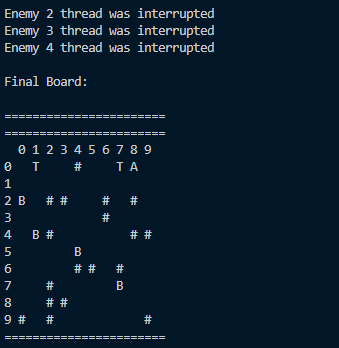 Enemy 2 thread was interrupted
Enemy 3 thread was interrupted
Enemy 4 thread was interrupted
Final Board:
=======================
=======================
  0 1 2 3 4 5 6 7 8 9
0   T     #     T A
1
2 B   # #     #   #
3             #
4   B #           # #
5         B
6         # #   #
7     #         B
8     # #
9 #   #             #
=======================